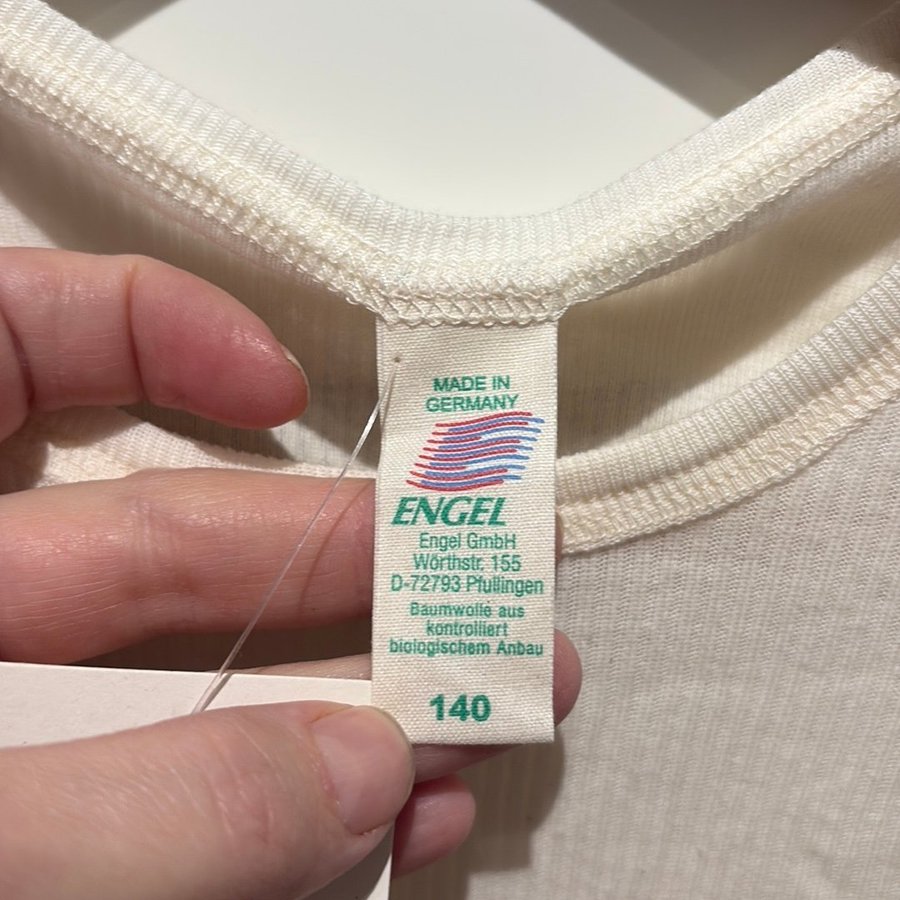 MADE IN
GERMANY
ENGEL
Engel GmbH
Wörthstr. 155
D-72793 Pfullingen
Baumwolle aus
kontrolliert
biologischem Anbau
140